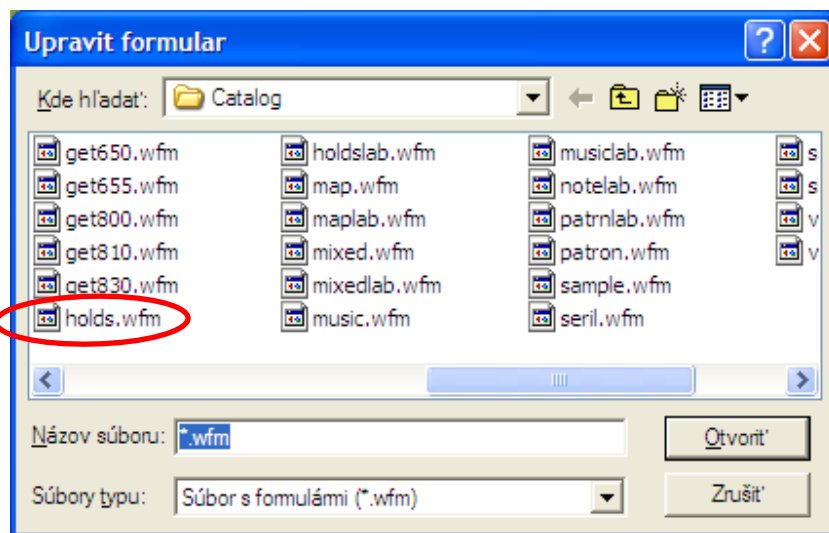 Upravit formular
Kde hľadať: Catalog
get650.wfm holdslab.wfm musiclab.wfm s
get655.wfm map.wfm notelab.wfm s
get800.wfm maplab.wfm patrnlab.wfm v
get810.wfm mixed.wfm patron.wfm v
get830.wfm mixedlab.wfm sample.wfm
holds.wfm music.wfm seril.wfm
Názov súboru: *.wfm Otvoriť
Súbory typu: Súbor s formulármi (*.wfm) Zrušiť